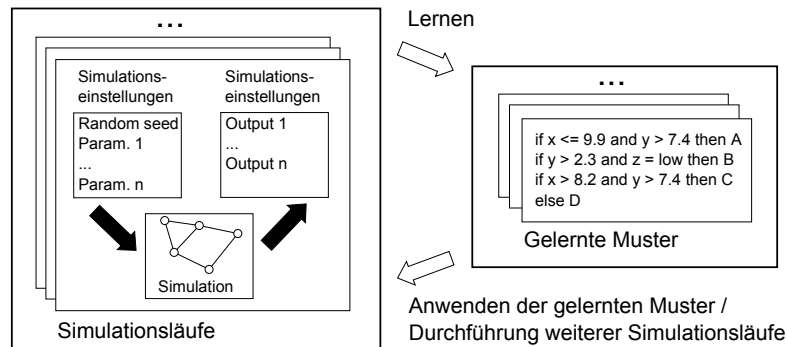 ...
Simulations-
einstellungen
Random seed
Param. 1
...
Param. n
Simulations-
einstellungen
Output 1
...
Output n
Simulation
Simulationsläufe
Lernen
...
if x <= 9.9 and y > 7.4 then A
if y > 2.3 and z = low then B
if x > 8.2 and y > 7.4 then C
else D
Gelernte Muster
Anwenden der gelernten Muster /
Durchführung weiterer Simulationsläufe